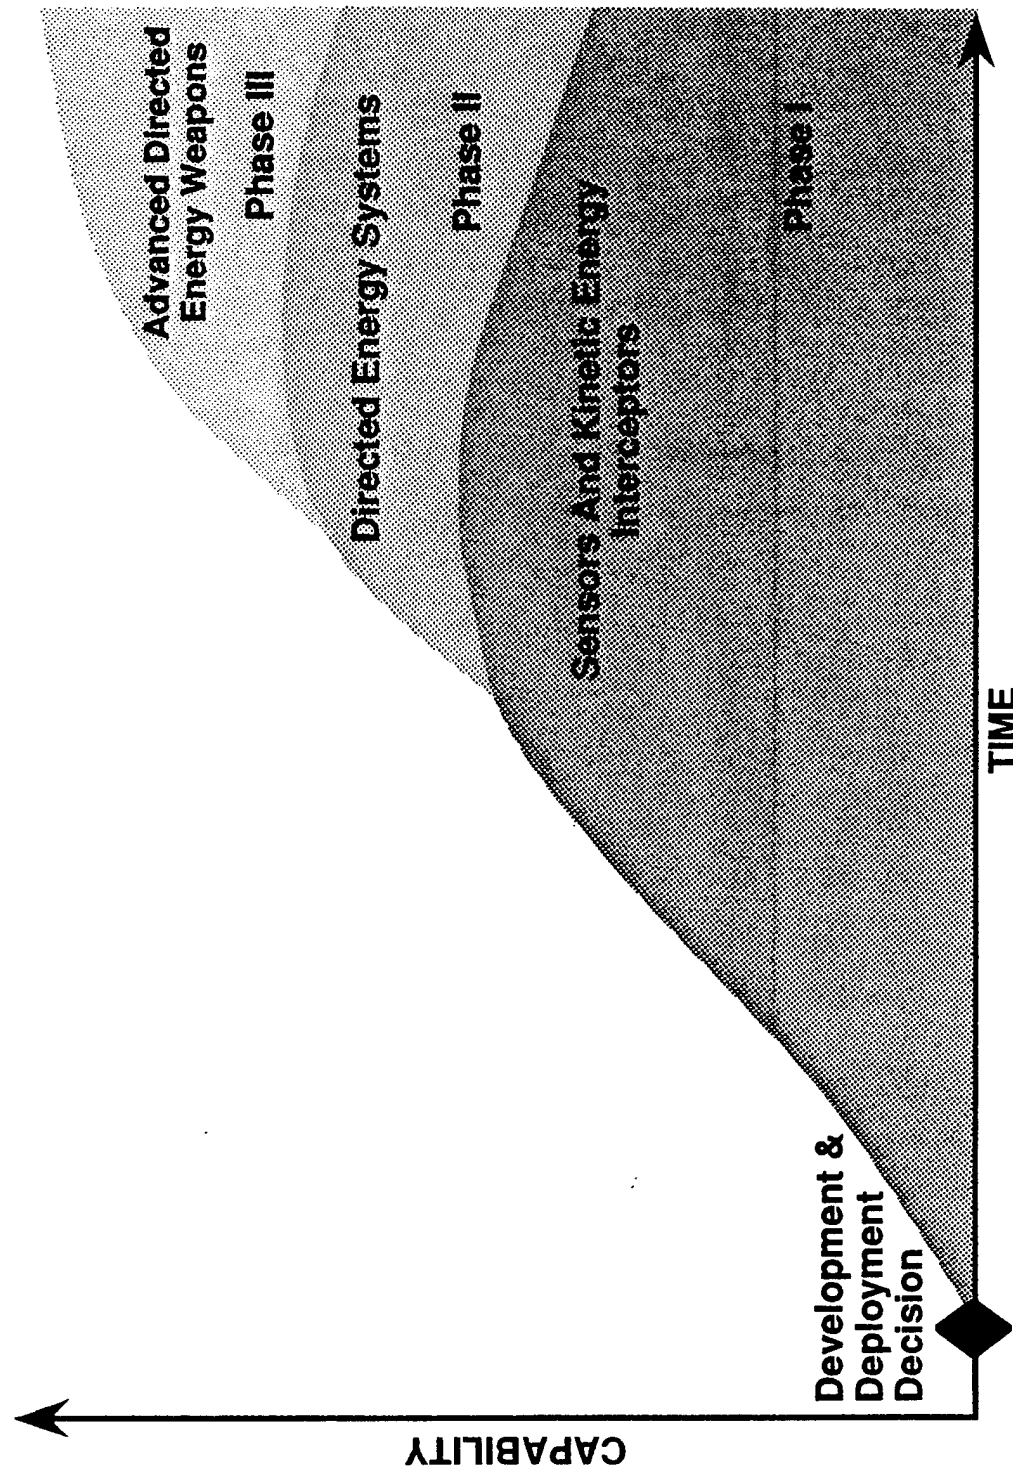 Advanced Directed
Energy Weapons
Phase III
Directed Energy Systems
Phase II
Sensors And Kinetic Energy
Interceptors
Phase I
Development &
Deployment
Decision
CAPABILITY
TIME